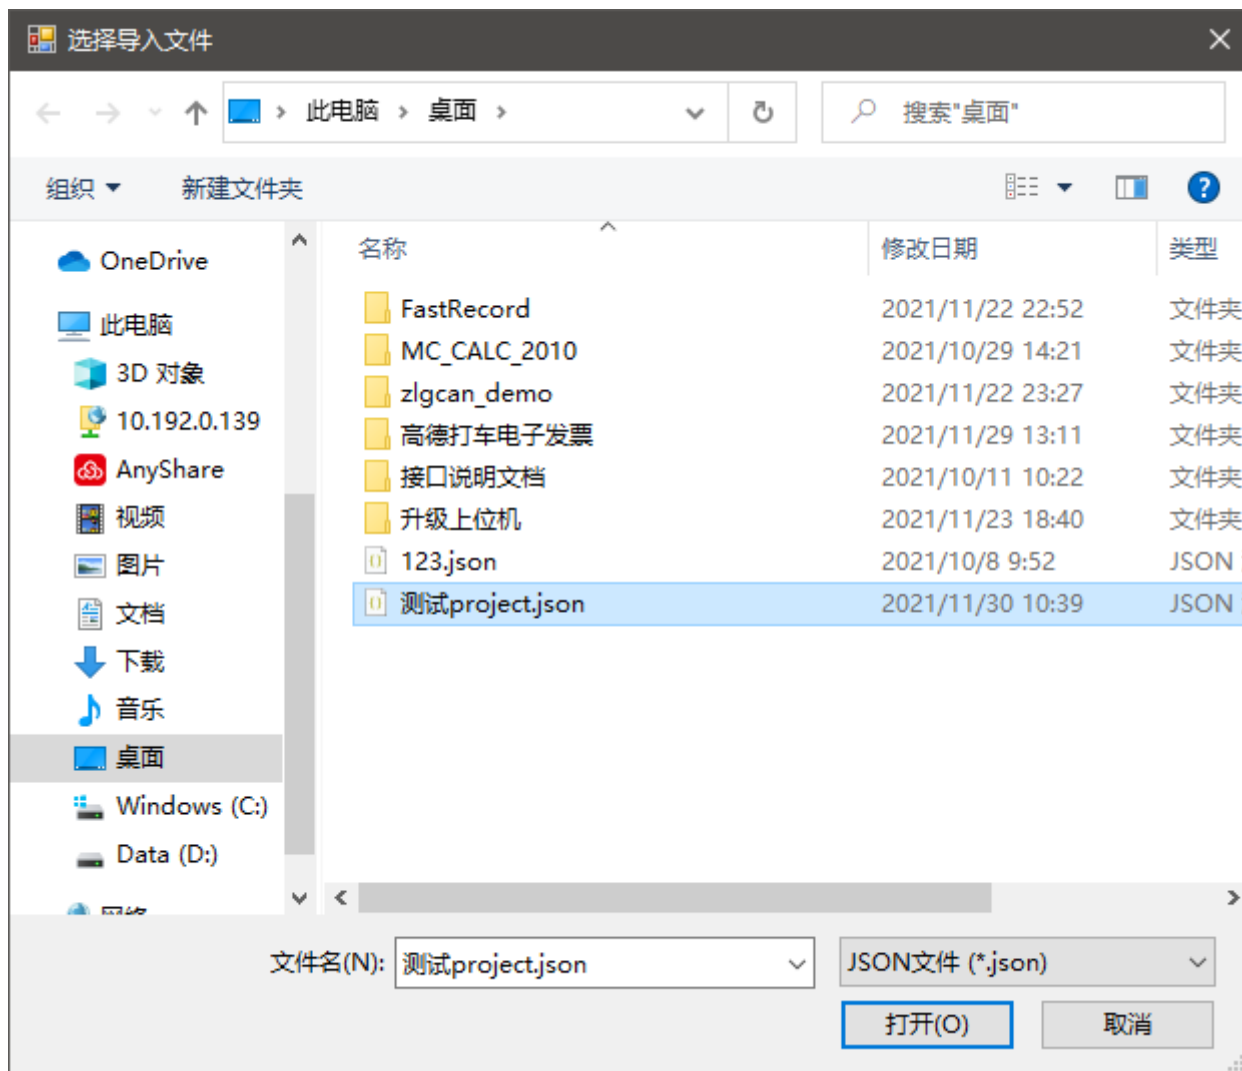 选择导入文件
此电脑 桌面 搜索"桌面"
组织 新建文件夹
名称 修改日期 类型
OneDrive
此电脑
3D 对象
10.192.0.139
AnyShare
视频
图片
文档
下载
音乐
桌面
Windows (C:)
Data (D:)
网络
FastRecord 2021/11/22 22:52 文件夹
MC_CALC_2010 2021/10/29 14:21 文件夹
zlgcan_demo 2021/11/22 23:27 文件夹
高德打车电子发票 2021/11/29 13:11 文件夹
接口说明文档 2021/10/11 10:22 文件夹
升级上位机 2021/11/23 18:40 文件夹
123.json 2021/10/8 9:52 JSON
测试project.json 2021/11/30 10:39 JSON
文件名(N): 测试project.json JSON文件 (*.json)
打开(O) 取消